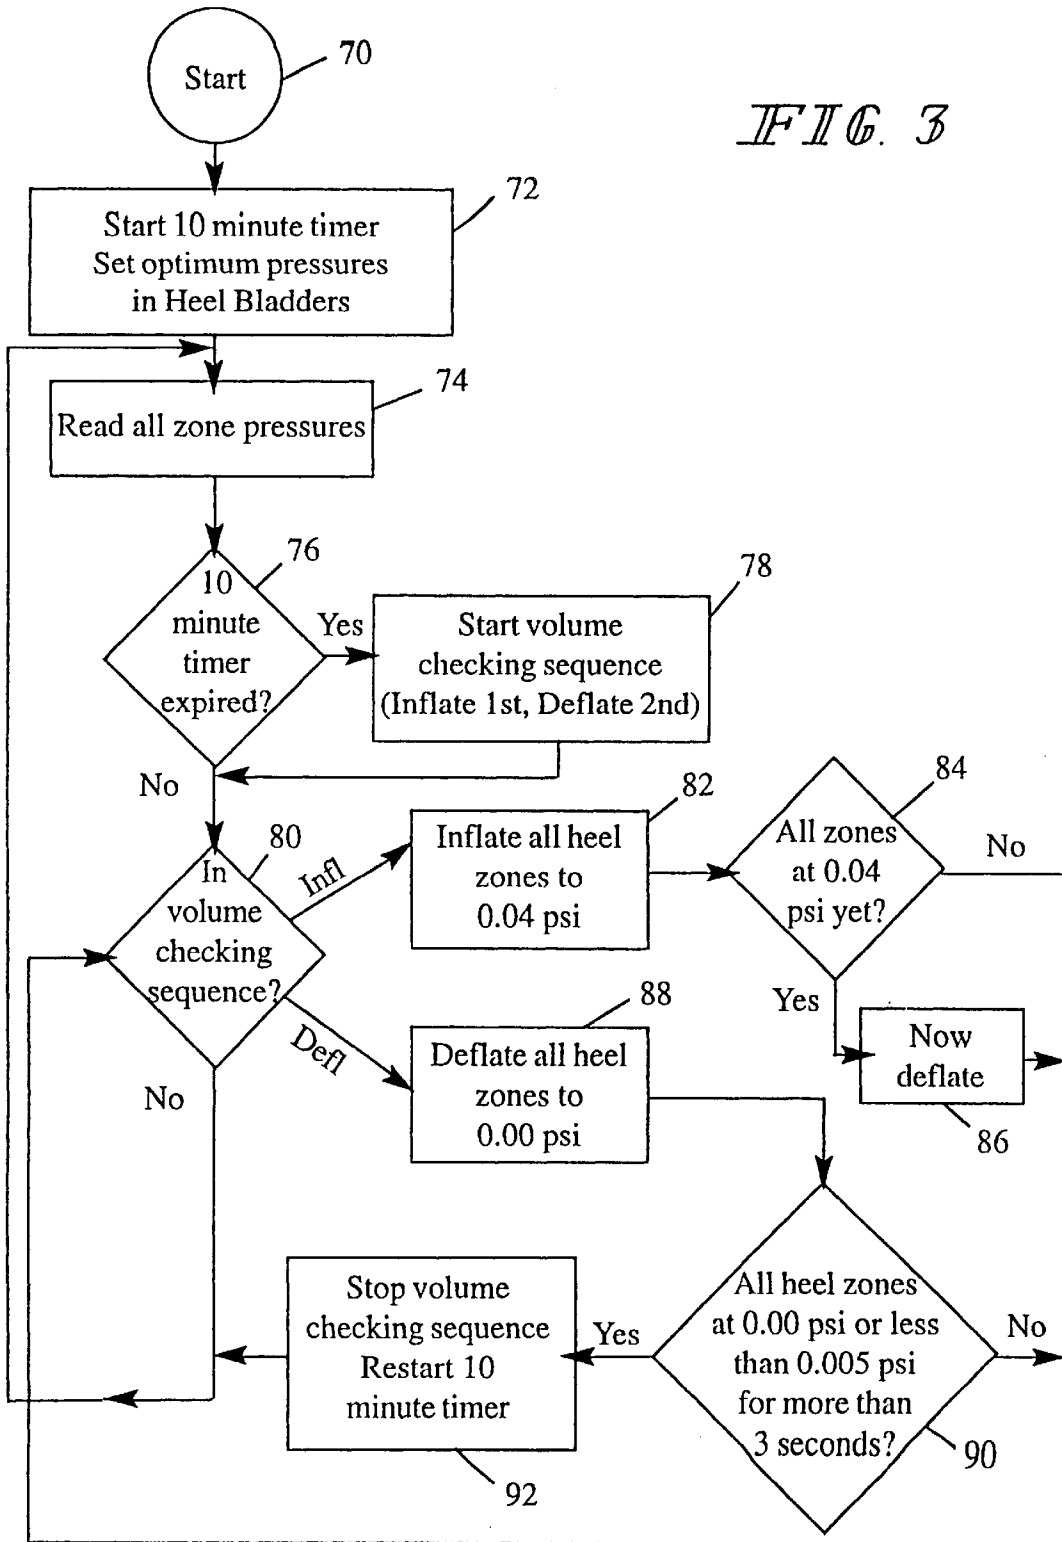 Start
70
FIG. 3
72
Start 10 minute timer
Set optimum pressures
in Heel Bladders
74
Read all zone pressures
76
10
minute
timer
expired?
Yes
No
78
Start volume
checking sequence
(Inflate 1st, Deflate 2nd)
80
In
volume
checking
sequence?
Infl
Defl
No
82
Inflate all heel
zones to
0.04 psi
84
All zones
at 0.04
psi yet?
No
Yes
Now
deflate
86
88
Deflate all heel
zones to
0.00 psi
All heel zones
at 0.00 psi or less
than 0.005 psi
for more than
3 seconds?
No
90
Yes
Stop volume
checking sequence
Restart 10
minute timer
92